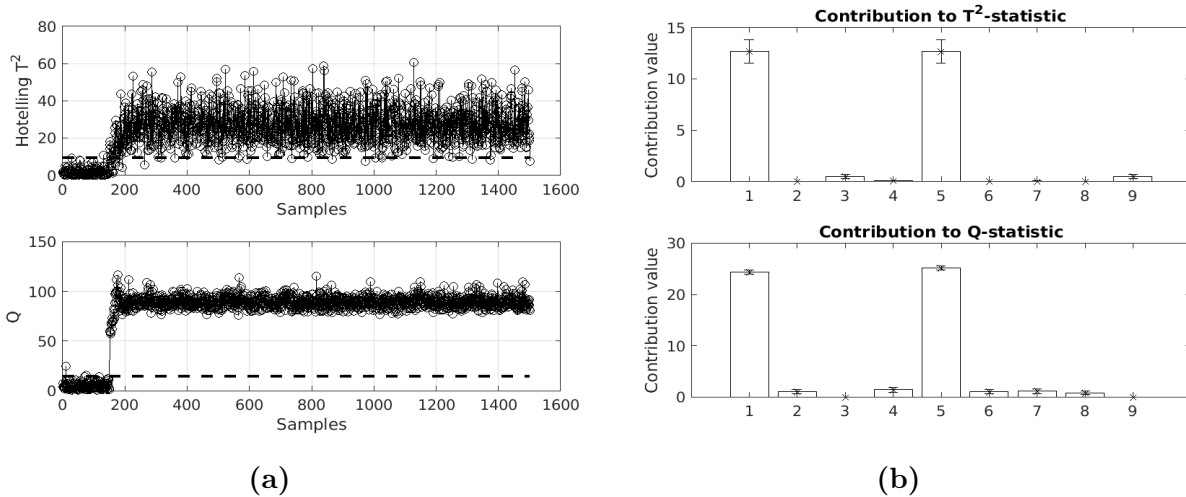 80
60
40
20
0
Hotelling T²
0 200 400 600 800 1000 1200 1400 1600
Samples
150
100
50
0
Q
0 200 400 600 800 1000 1200 1400 1600
Samples
(a)
Contribution to T²-statistic
15
10
5
0
Contribution value
1 2 3 4 5 6 7 8 9
Contribution to Q-statistic
30
20
10
0
Contribution value
1 2 3 4 5 6 7 8 9
(b)